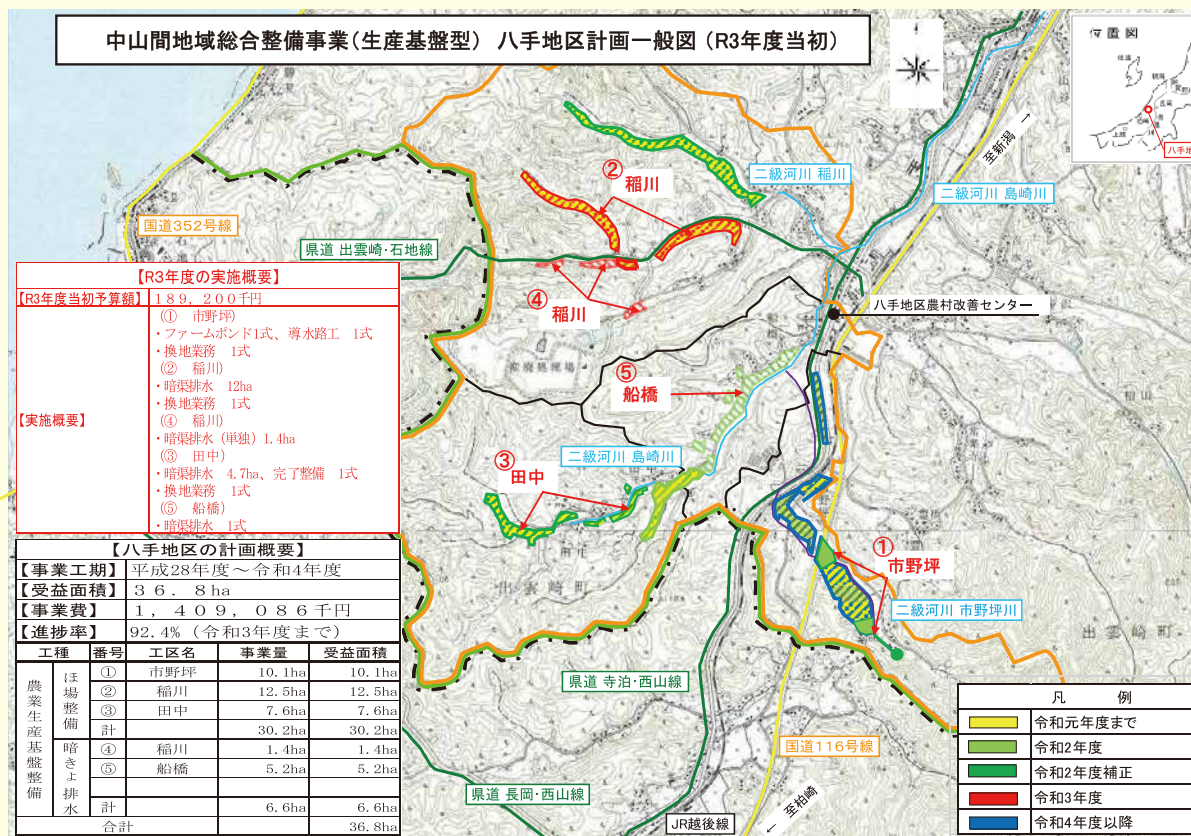 中山間地域総合整備事業(生産基盤型) 八手地区計画一般図 (R3年度当初)
位置図
八手地
至新潟 →
二級河川 稲川
二級河川 島崎川
国道352号線
県道 出雲崎・石地線
② 稲川
④ 稲川
八手地区農村改善センター
産廃処理場
⑤
船橋
二級河川 島崎川
③
田中
①
市野坪
二級河川 市野坪川
出雲崎町
出雲崎町
県道 寺泊・西山線
国道116号線
県道 長岡・西山線
JR越後線
← 至柏崎
【R3年度の実施概要】
【R3年度当初予算額】 189,200千円
【実施概要】
(① 市野坪)
・ファームポンド1式、導水路工 1式
・換地業務 1式
(② 稲川)
・暗渠排水 12ha
・換地業務 1式
(④ 稲川)
・暗渠排水 (単独) 1.4ha
(③ 田中)
・暗渠排水 4.7ha、完了整備 1式
・換地業務 1式
(⑤ 船橋)
・暗渠排水 1式
【八手地区の計画概要】
【事業工期】 平成28年度～令和4年度
【受益面積】 36.8ha
【事業費】 1,409,086千円
【進捗率】 92.4% (令和3年度まで)
工種 番号 工区名 事業量 受益面積
農業生産基盤整備
ほ場整備
① 市野坪 10.1ha 10.1ha
② 稲川 12.5ha 12.5ha
③ 田中 7.6ha 7.6ha
計 30.2ha 30.2ha
暗きょ排水
④ 稲川 1.4ha 1.4ha
⑤ 船橋 5.2ha 5.2ha
計 6.6ha 6.6ha
合計 36.8ha
凡 例
令和元年度まで
令和2年度
令和2年度補正
令和3年度
令和4年度以降